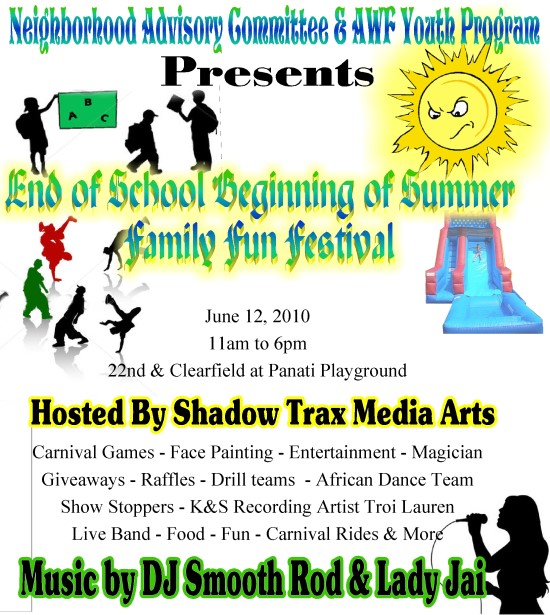 Neighborhood Advisory Committee & AWF Youth Program
Presents
B
A C
End of School Beginning of Summer
Family Fun Festival
June 12, 2010
11am to 6pm
22nd & Clearfield at Panati Playground
Hosted By Shadow Trax Media Arts
Carnival Games - Face Painting - Entertainment - Magician
Giveaways - Raffles - Drill teams - African Dance Team
Show Stoppers - K&S Recording Artist Troi Lauren
Live Band - Food - Fun - Carnival Rides & More
Music by DJ Smooth Rod & Lady Jai